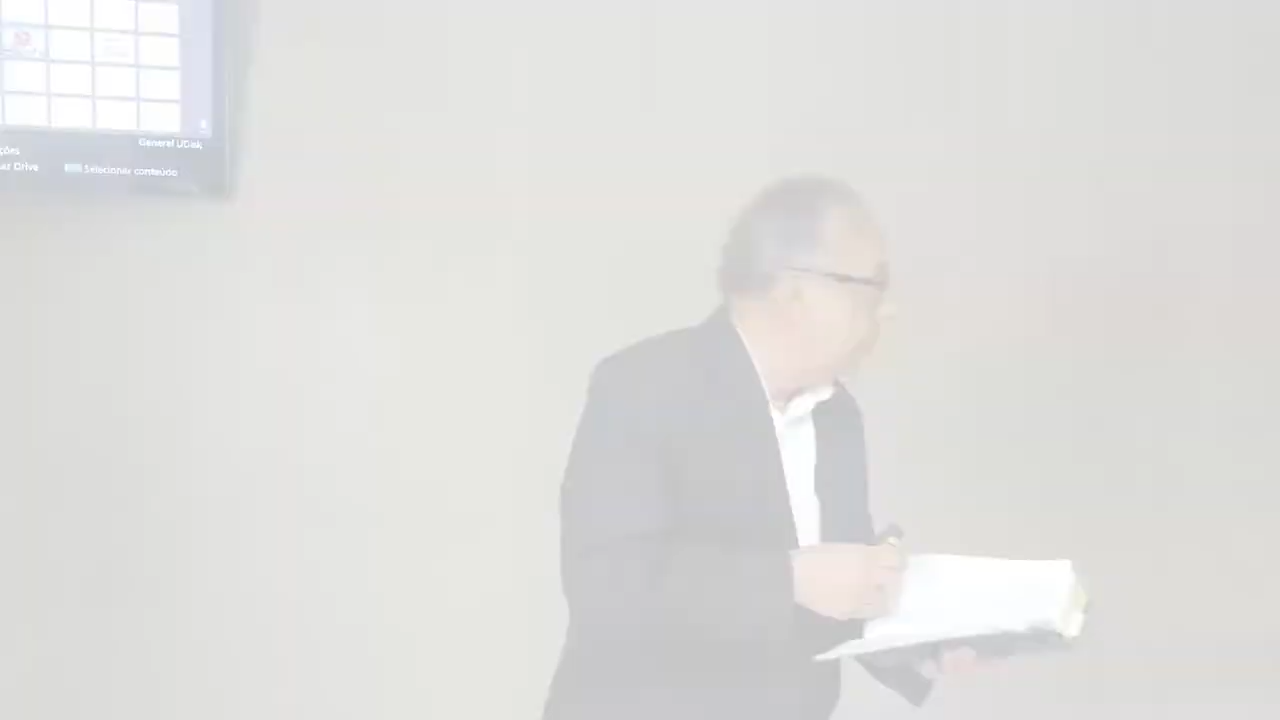 General UDisk
ções
ar Drive
Selecionar conteúdo